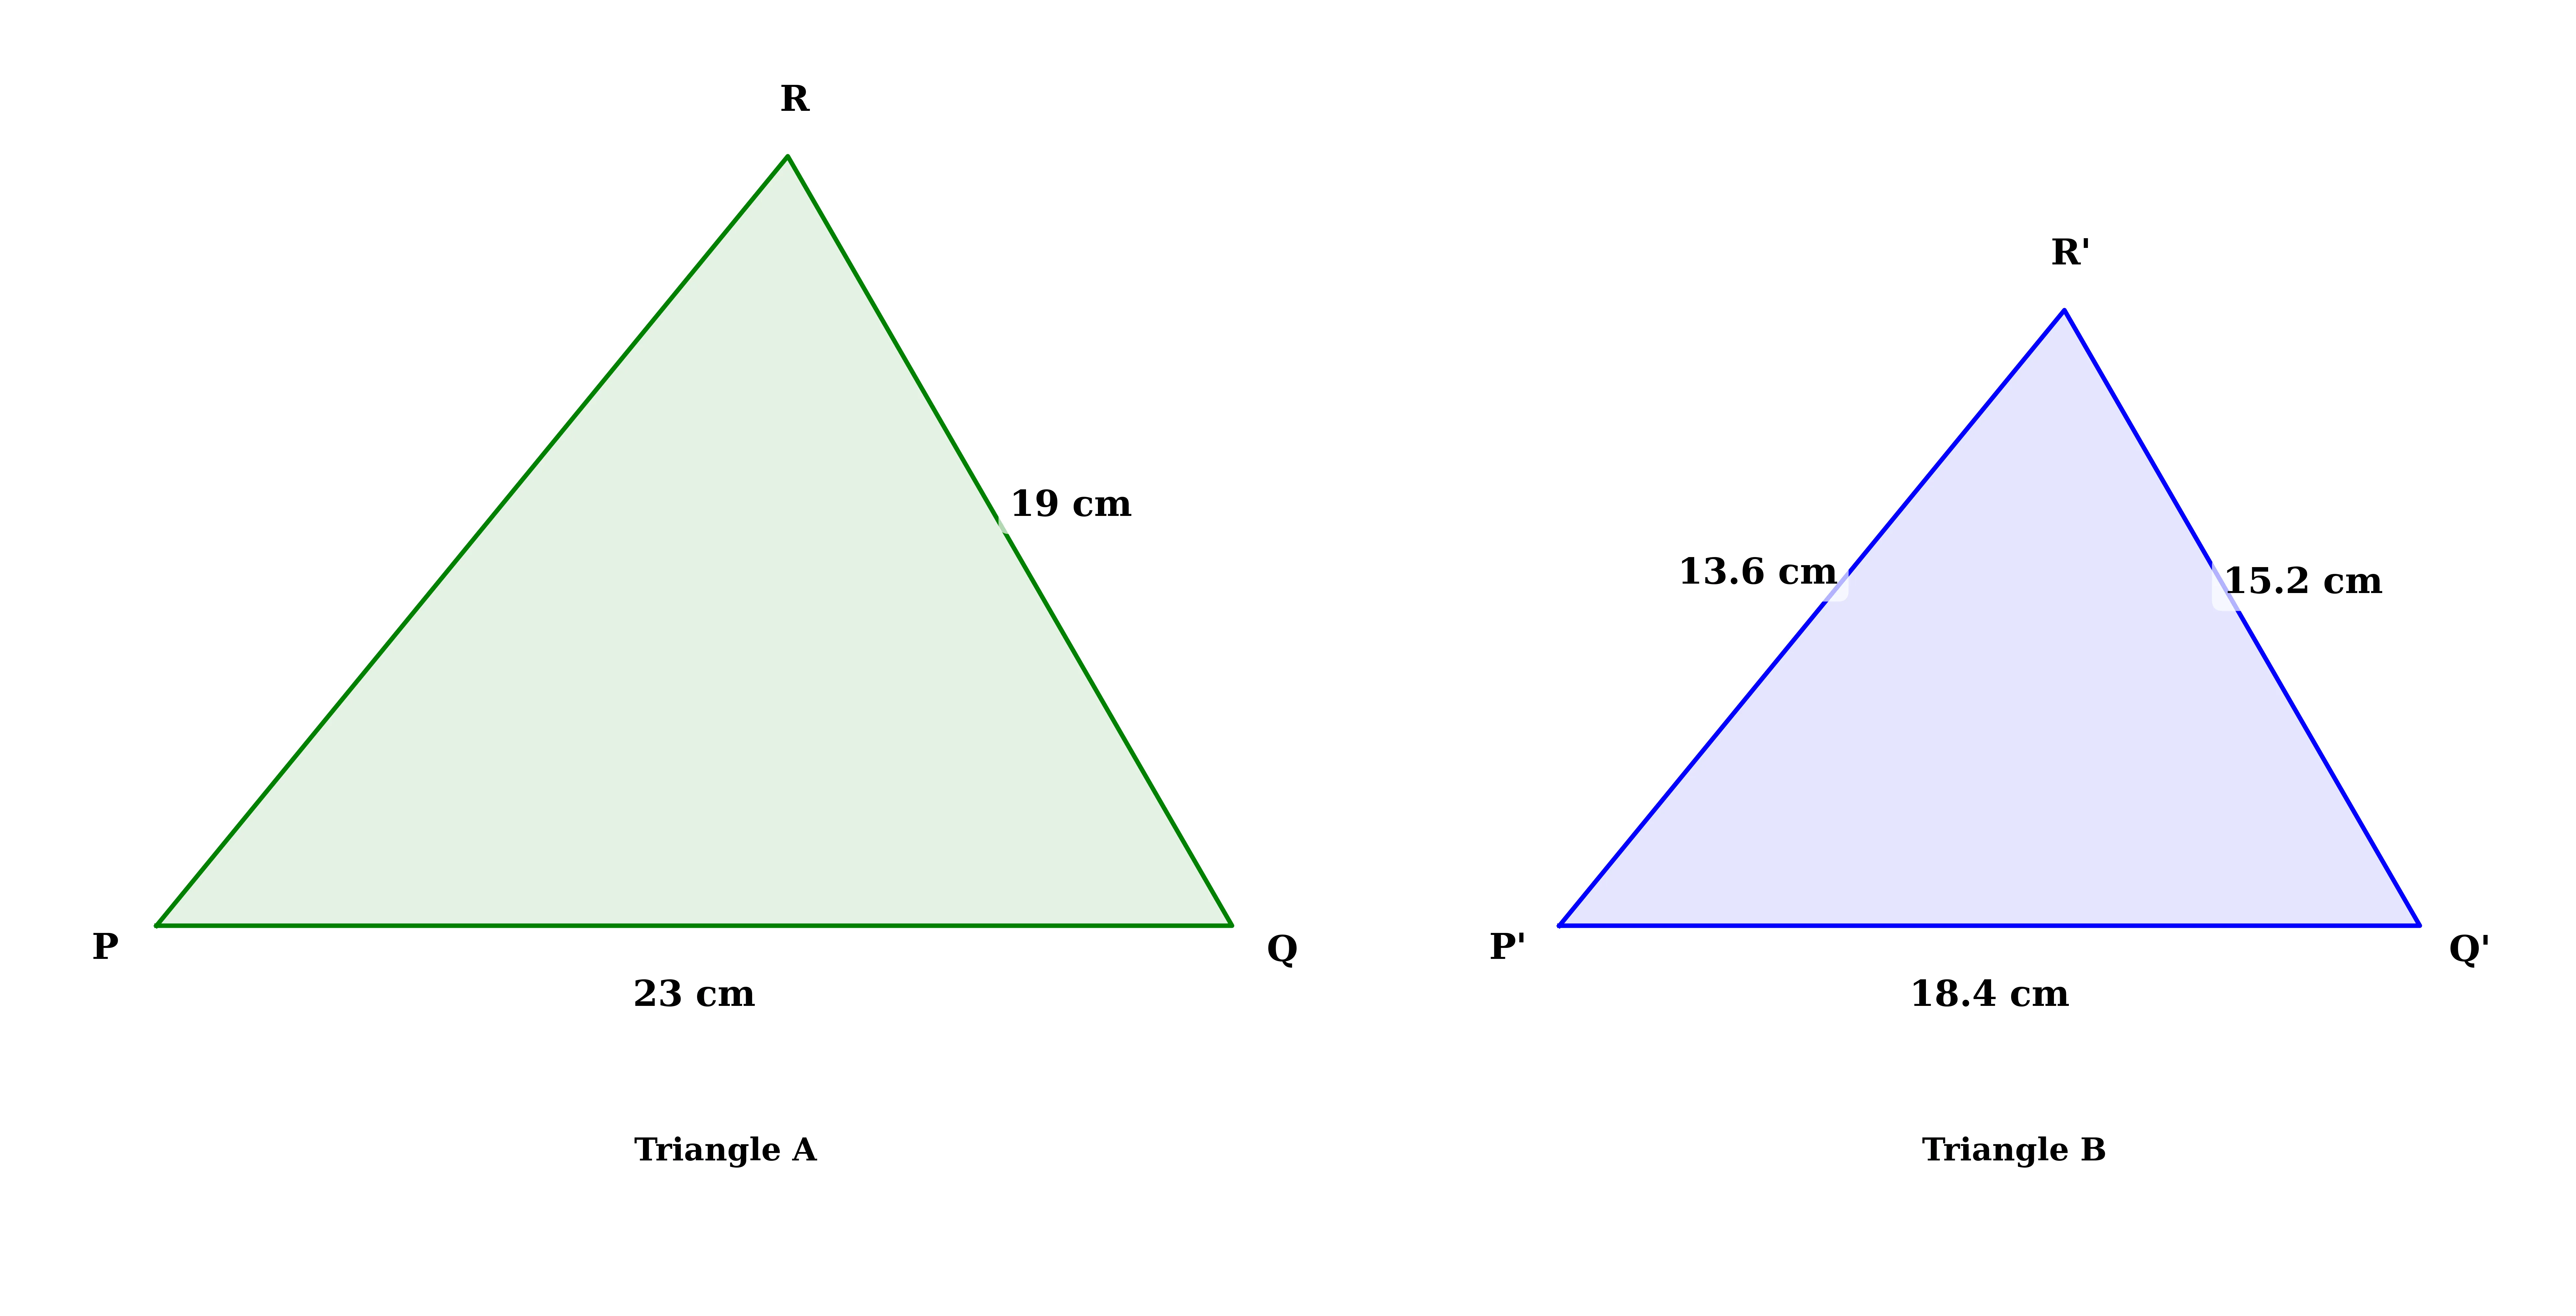 R
R'
19 cm
13.6 cm
15.2 cm
P
Q
P'
Q'
23 cm
18.4 cm
Triangle A
Triangle B